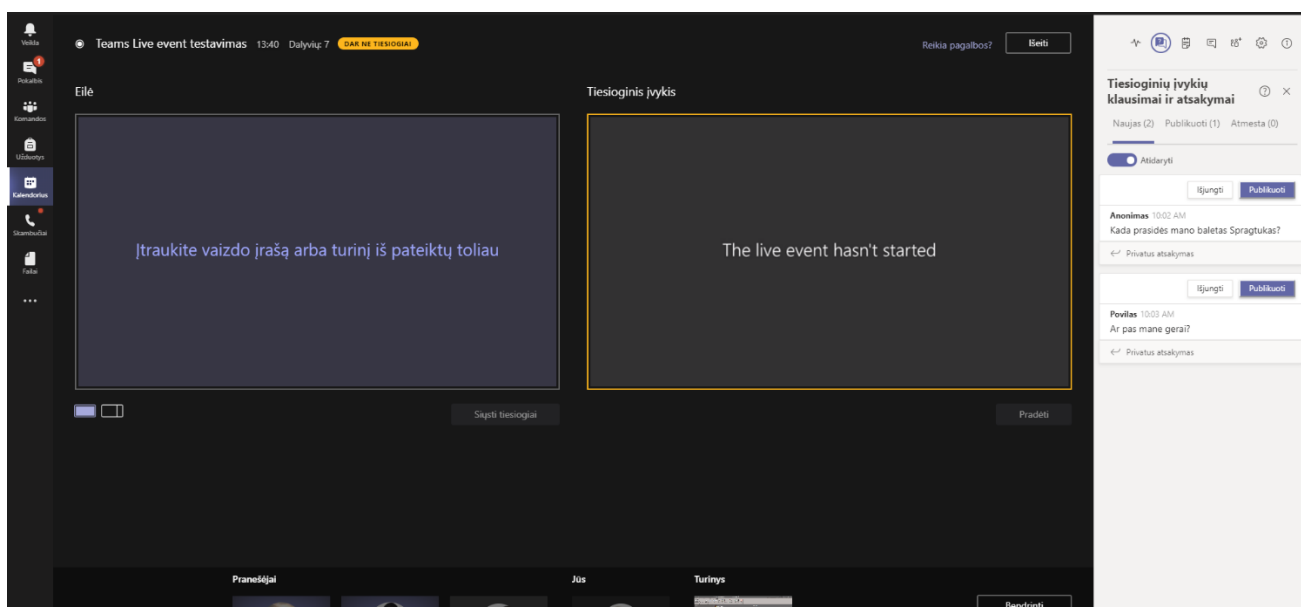 Veikla
1
Pokalbis
Komandos
Užduotys
Kalendorius
Skambučiai
Failai
Teams Live event testavimas 13:40 Dalyvių: 7 DAR NE TIESIOGIAI
Reikia pagalbos? Išeiti
Eilė
Tiesioginis įvykis
Įtraukite vaizdo įrašą arba turinį iš pateiktų toliau
The live event hasn't started
Siųsti tiesiogiai
Pradėti
Pranešėjai
Jūs
Turinys
Bendrinti
Tiesioginių įvykių
klausimai ir atsakymai
Naujas (2) Publikuoti (1) Atmesta (0)
Atidaryti
Išjungti Publikuoti
Anonimas 10:02 AM
Kada prasidės mano baletas Spragtukas?
Privatus atsakymas
Išjungti Publikuoti
Povilas 10:03 AM
Ar pas mane gerai?
Privatus atsakymas